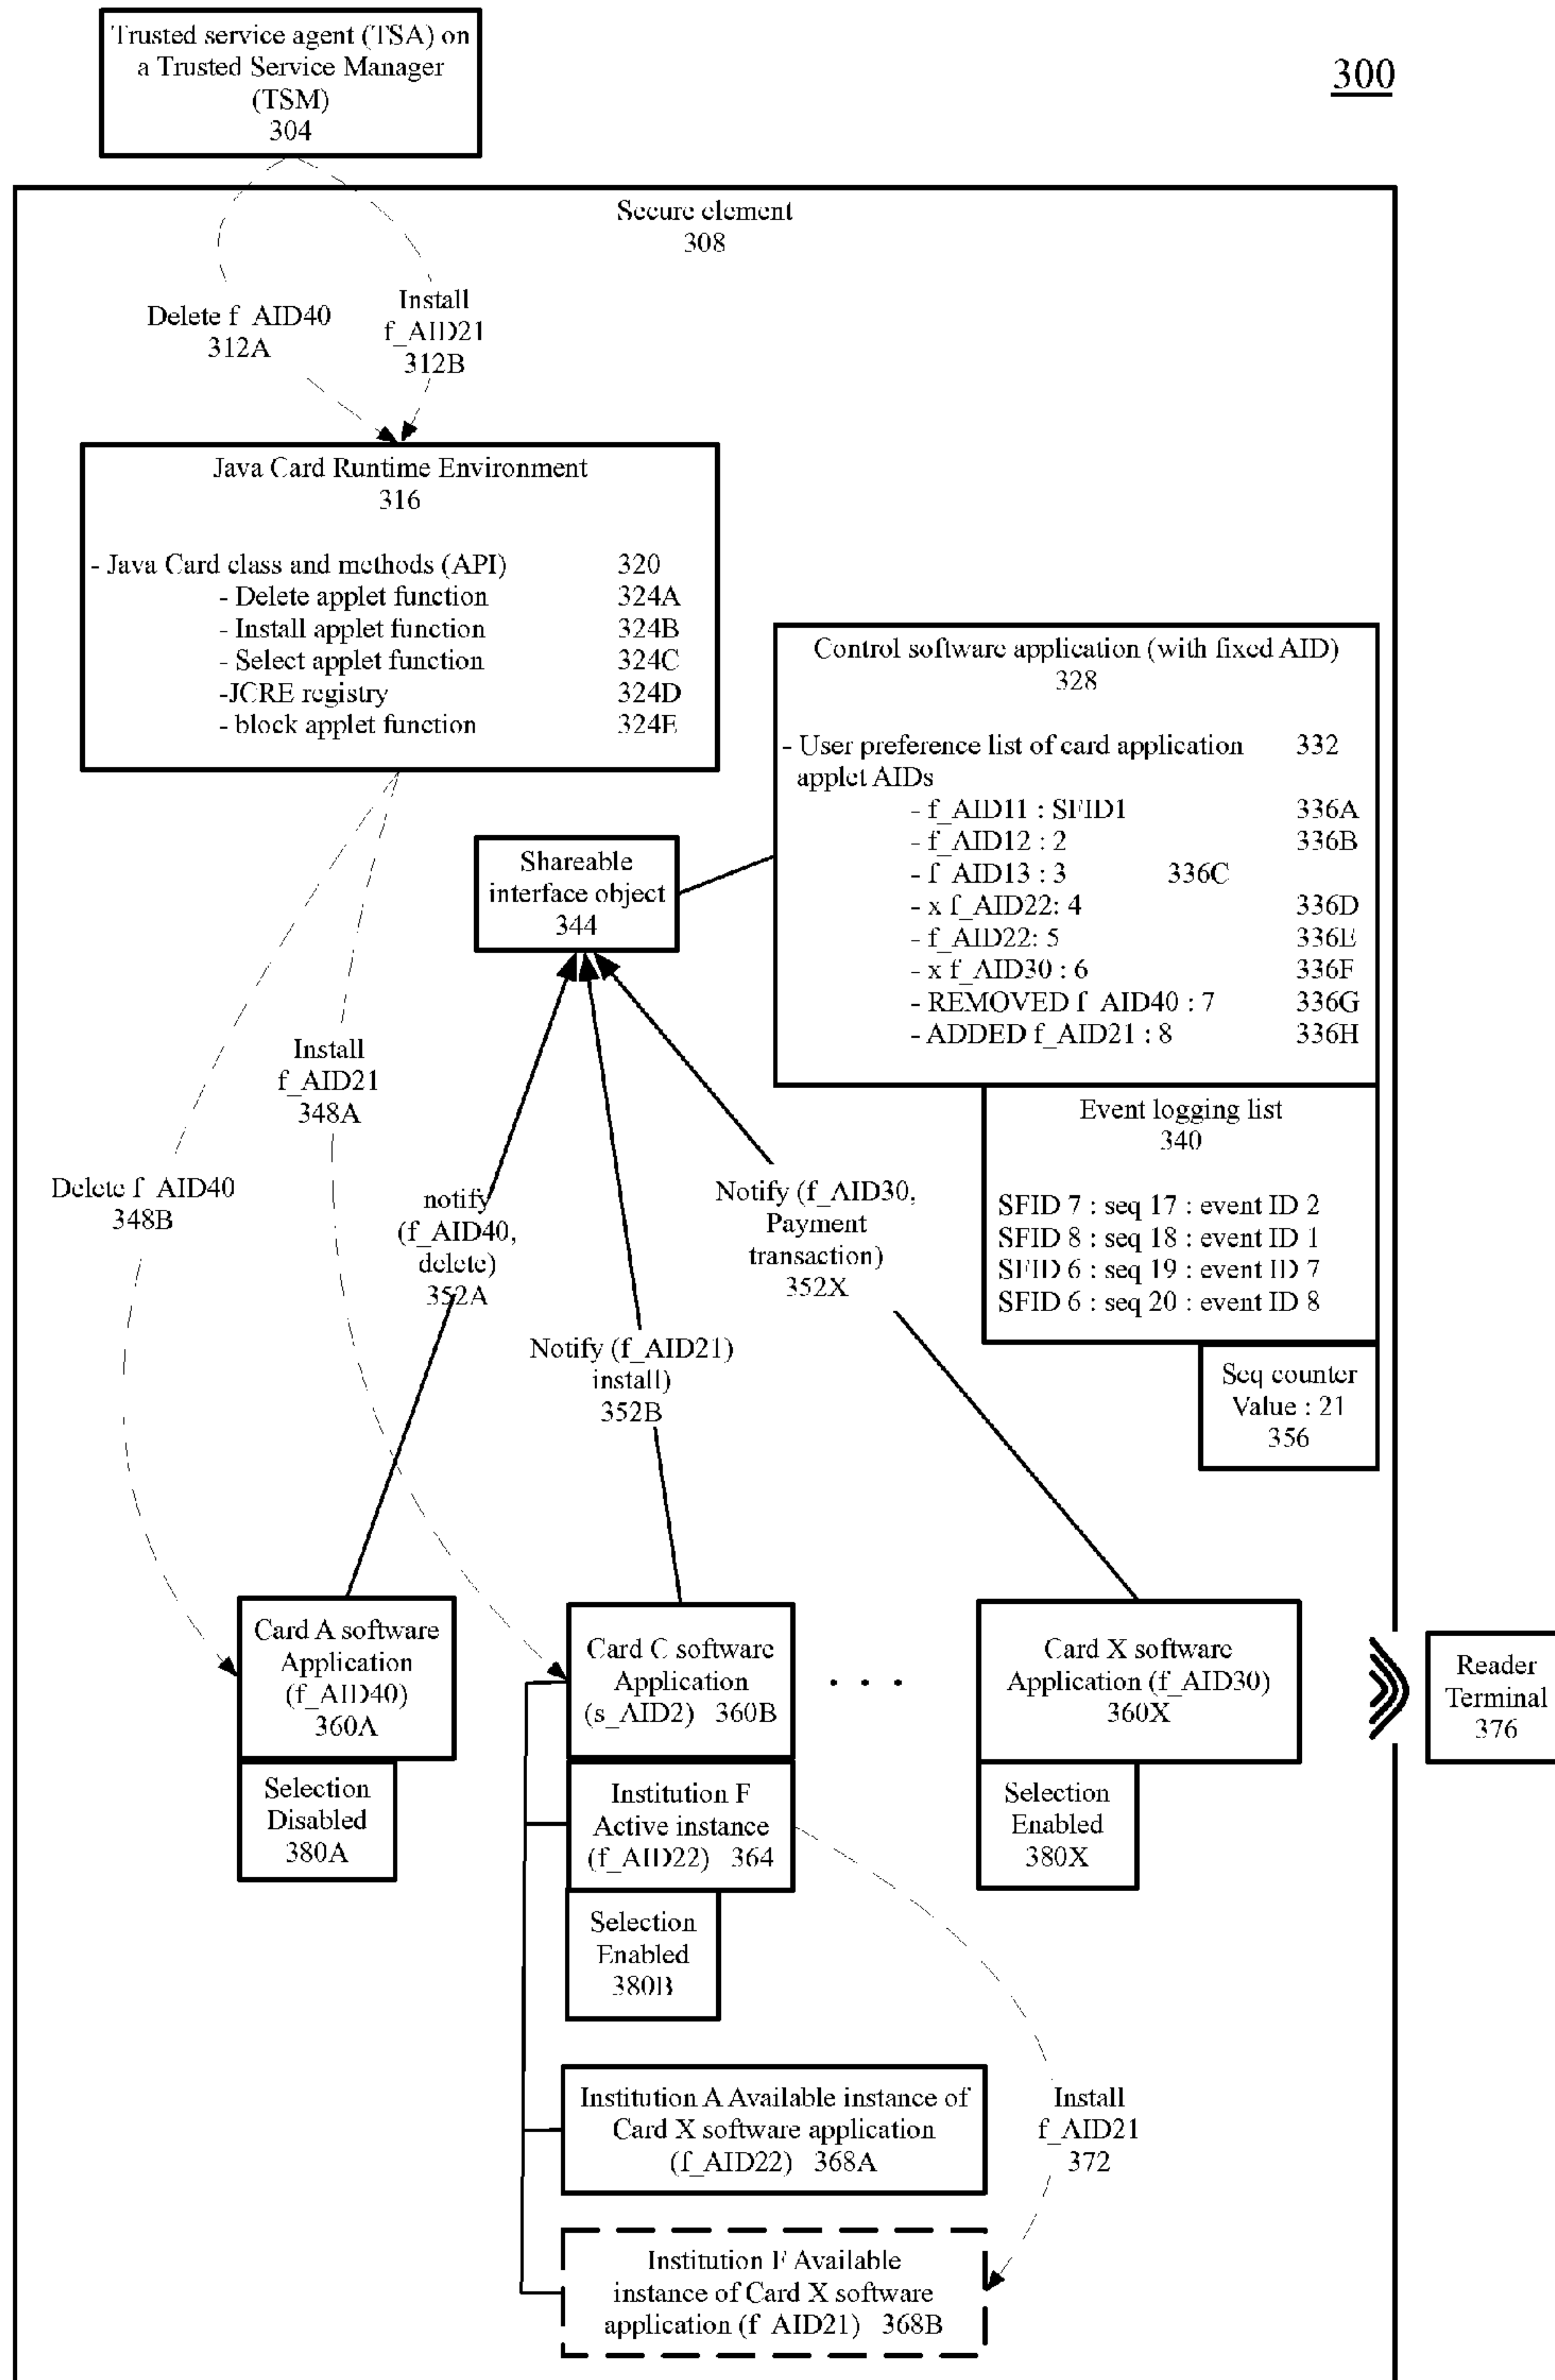 Trusted service agent (TSA) on
a Trusted Service Manager
(TSM)
304
300
Secure element
308
Delete f_AID40
312A
Install
f_AID21
312B
Java Card Runtime Environment
316
- Java Card class and methods (API) 320
- Delete applet function 324A
- Install applet function 324B
- Select applet function 324C
-JCRE registry 324D
- block applet function 324E
Control software application (with fixed AID)
328
- User preference list of card application 332
applet AIDs
- f_AID11 : SFID1 336A
- f_AID12 : 2 336B
- f_AID13 : 3 336C
- x f_AID22: 4 336D
- f_AID22: 5 336E
- x f_AID30 : 6 336F
- REMOVED f_AID40 : 7 336G
- ADDED f_AID21 : 8 336H
Shareable
interface object
344
Event logging list
340
SFID 7 : seq 17 : event ID 2
SFID 8 : seq 18 : event ID 1
SFID 6 : seq 19 : event ID 7
SFID 6 : seq 20 : event ID 8
Seq counter
Value : 21
356
Install
f_AID21
348A
Delete f_AID40
348B
notify
(f_AID40,
delete)
352A
Notify (f_AID21)
install)
352B
Notify (f_AID30,
Payment
transaction)
352X
Card A software
Application
(f_AID40)
360A
Selection
Disabled
380A
Card C software
Application
(s_AID2) 360B
Institution F
Active instance
(f_AID22) 364
Selection
Enabled
380B
. . .
Card X software
Application (f_AID30)
360X
Selection
Enabled
380X
Reader
Terminal
376
Institution A Available instance of
Card X software application
(f_AID22) 368A
Install
f_AID21
372
Institution F Available
instance of Card X software
application (f_AID21) 368B